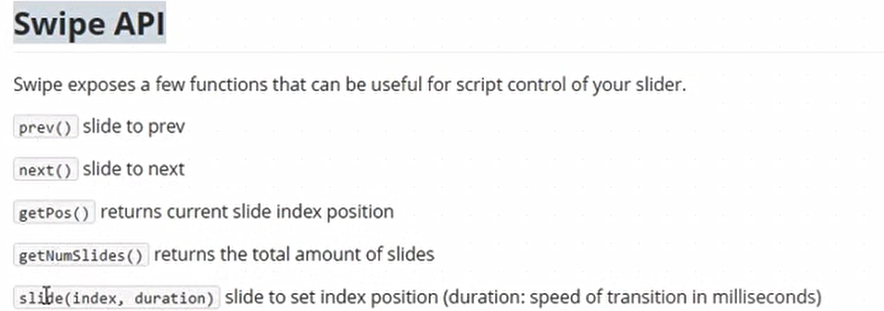 Swipe API
Swipe exposes a few functions that can be useful for script control of your slider.
prev() slide to prev
next() slide to next
getPos() returns current slide index position
getNumSlides() returns the total amount of slides
slide(index, duration) slide to set index position (duration: speed of transition in milliseconds)